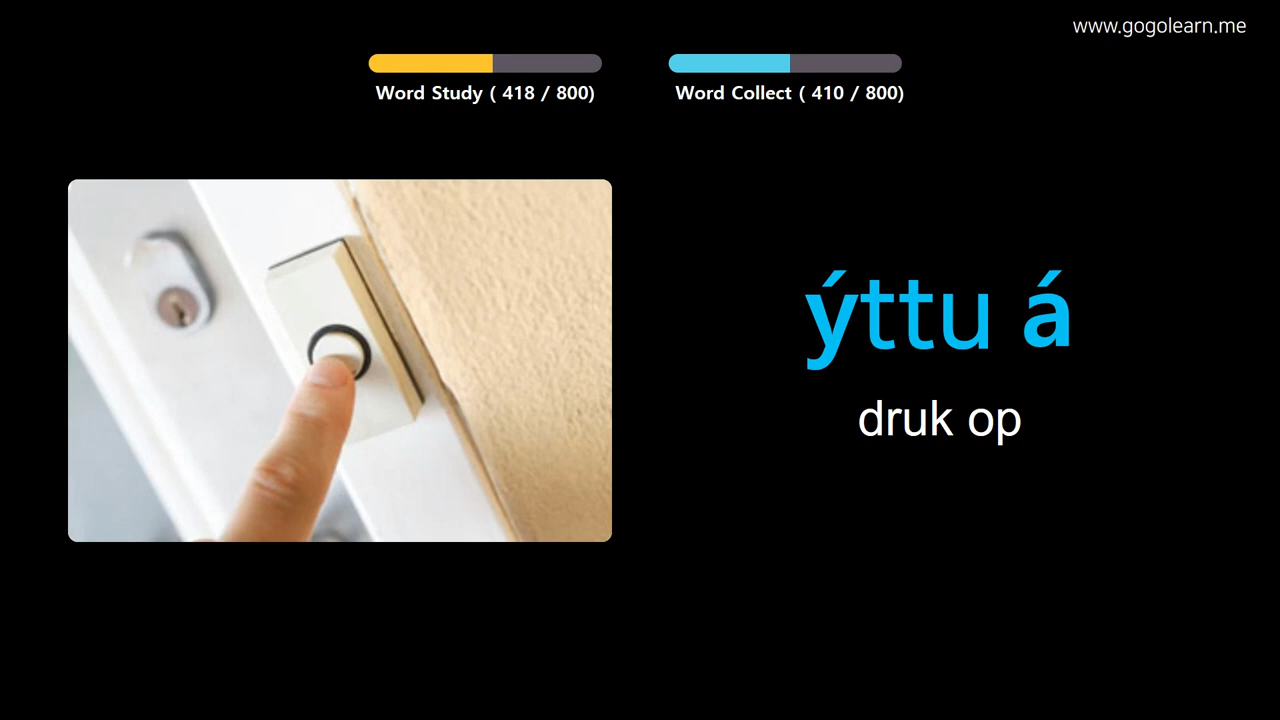 www.gogolearn.me
Word Study ( 418 / 800)
Word Collect ( 410 / 800)
ýttu á
druk op